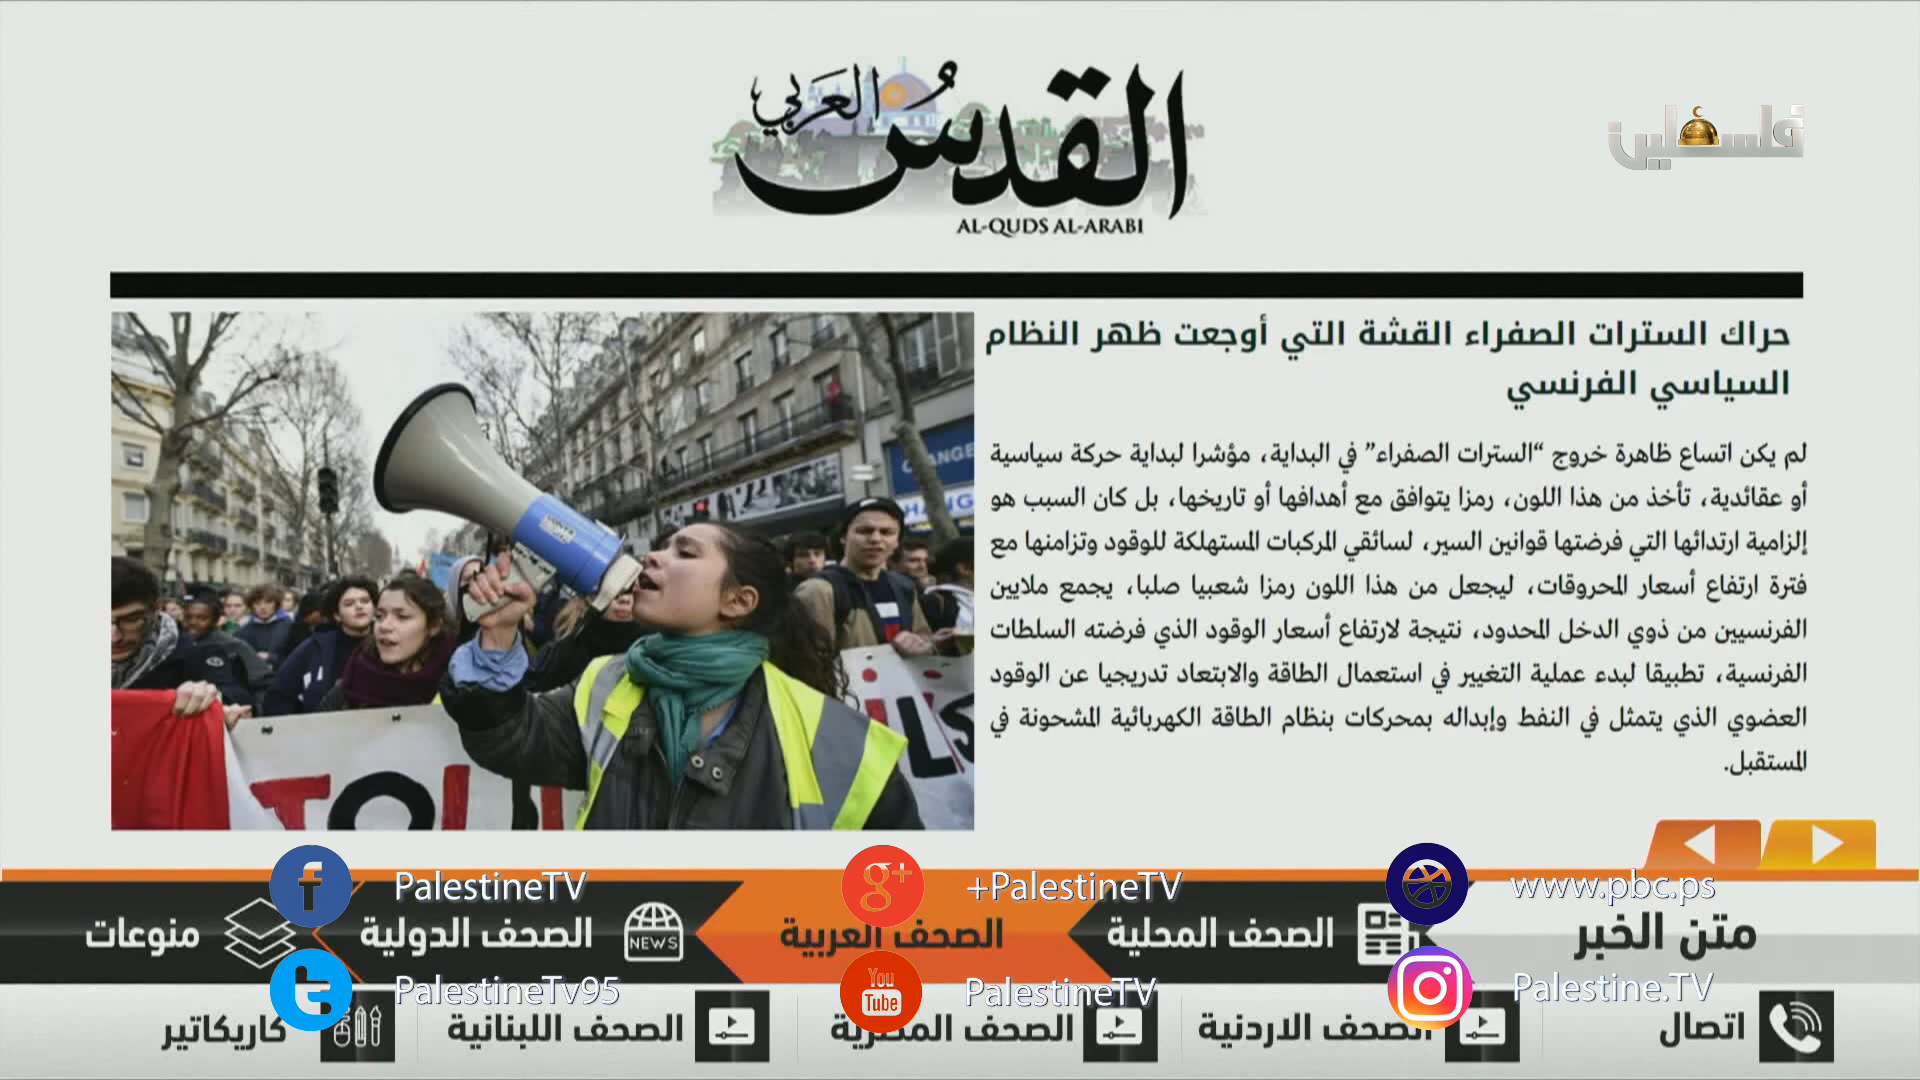 القدس العربي
AL-QUDS AL-ARABI
فلسطين
حراك السترات الصفراء القشة التي أوجعت ظهر النظام
السياسي الفرنسي
لم يكن اتساع ظاهرة خروج “السترات الصفراء” في البداية، مؤشرا لبداية حركة سياسية
أو عقائدية، تأخذ من هذا اللون، رمزا يتوافق مع أهدافها أو تاريخها، بل كان السبب هو
إلزامية ارتدائها التي فرضتها قوانين السير، لسائقي المركبات المستهلكة للوقود وتزامنها مع
فترة ارتفاع أسعار المحروقات، ليجعل من هذا اللون رمزا شعبيا صلبا، يجمع ملايين
الفرنسيين من ذوي الدخل المحدود، نتيجة لارتفاع أسعار الوقود الذي فرضته السلطات
الفرنسية، تطبيقا لبدء عملية التغيير في استعمال الطاقة والابتعاد تدريجيا عن الوقود
العضوي الذي يتمثل في النفط وإبداله بمحركات بنظام الطاقة الكهربائية المشحونة في
المستقبل.
CHANGE
TOUT
ILS
www.pbc.ps
+PalestineTV
PalestineTV
متن الخبر
الصحف المحلية
الصحف العربية
NEWS
الصحف الدولية
منوعات
Palestine.TV
You Tube
PalestineTV
PalestineTv95
اتصال
الصحف الاردنية
الصحف المصرية
الصحف اللبنانية
كاريكاتير